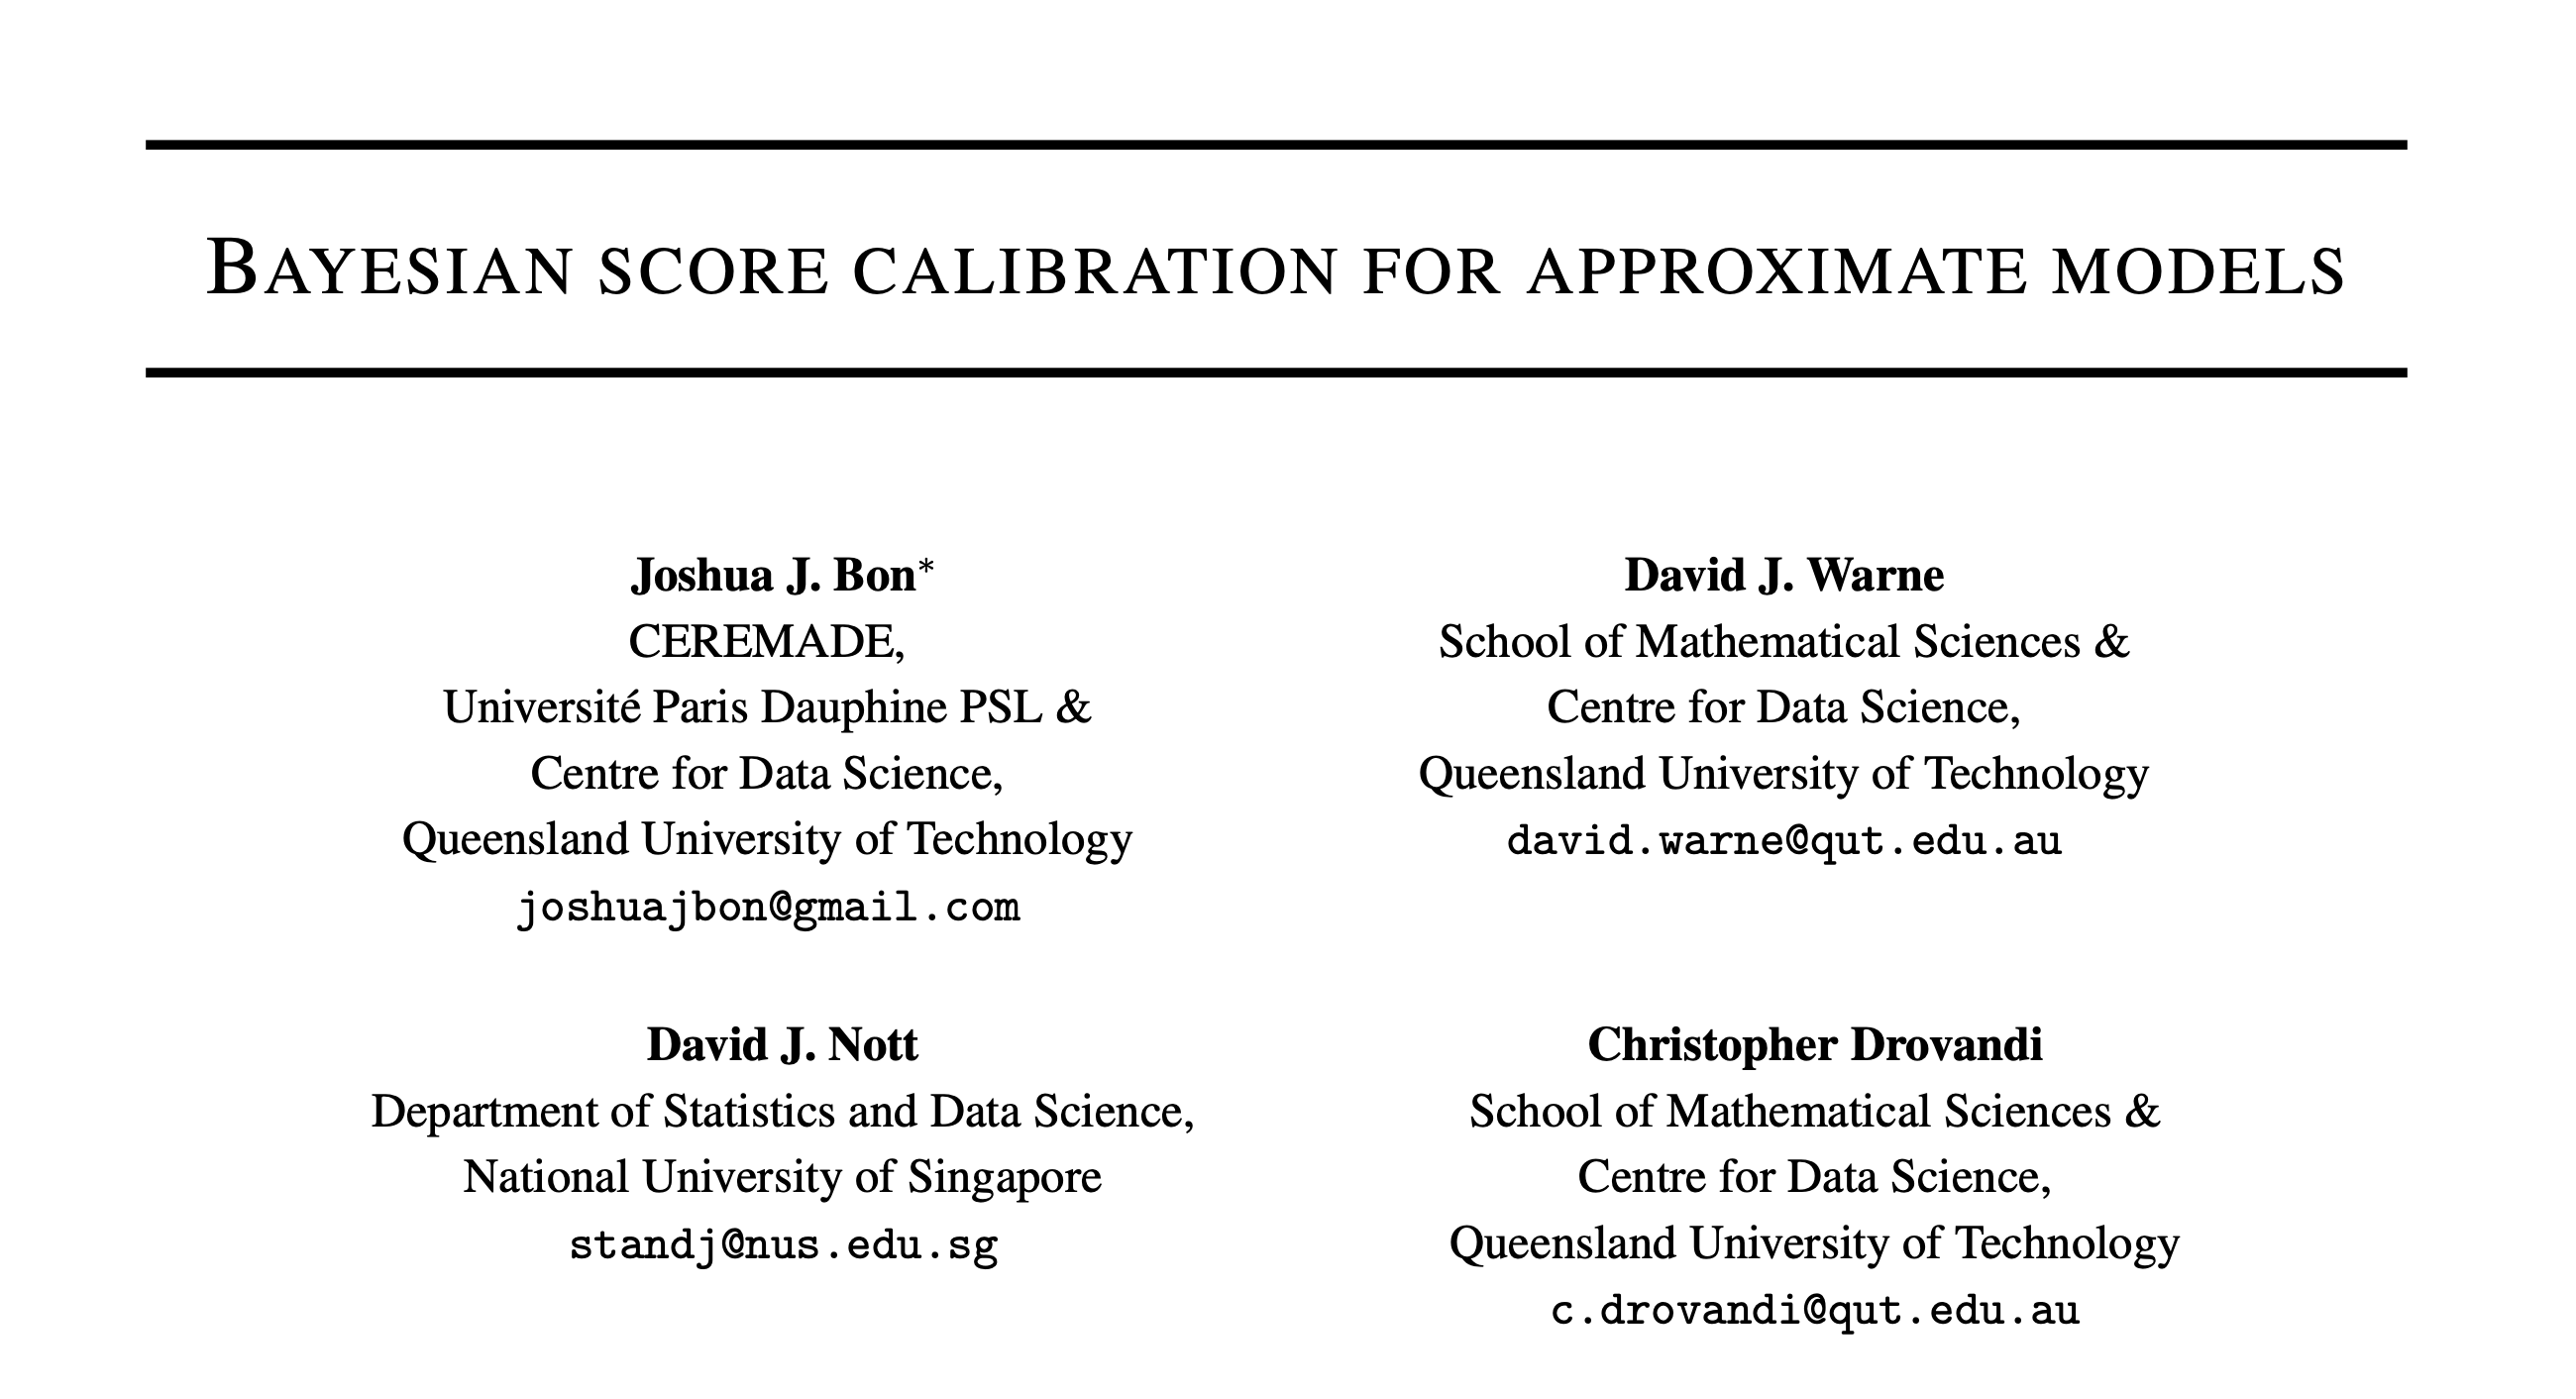 BAYESIAN SCORE CALIBRATION FOR APPROXIMATE MODELS
Joshua J. Bon*
CEREMADE,
Université Paris Dauphine PSL &
Centre for Data Science,
Queensland University of Technology
joshuajbon@gmail.com
David J. Warne
School of Mathematical Sciences &
Centre for Data Science,
Queensland University of Technology
david.warne@qut.edu.au
David J. Nott
Department of Statistics and Data Science,
National University of Singapore
standj@nus.edu.sg
Christopher Drovandi
School of Mathematical Sciences &
Centre for Data Science,
Queensland University of Technology
c.drovandi@qut.edu.au